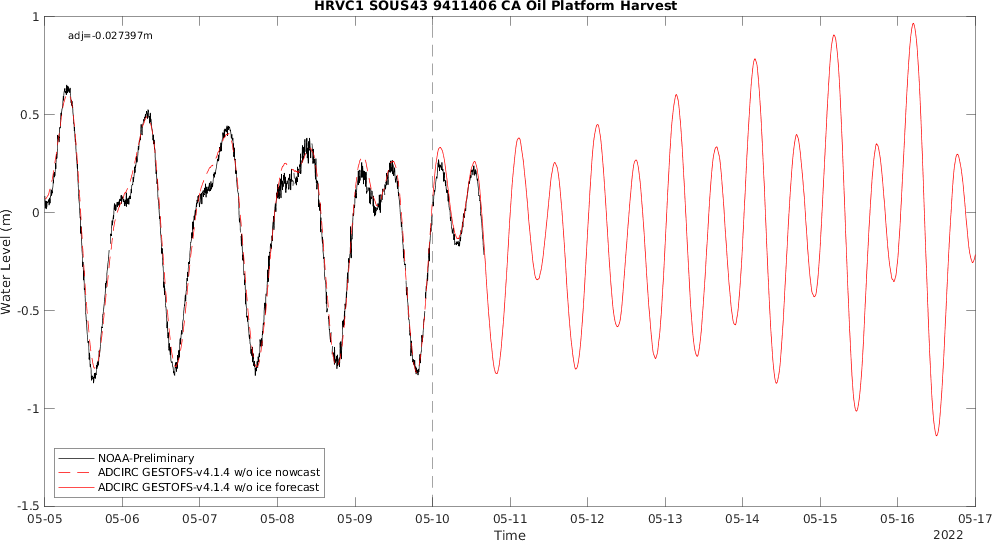 HRVC1 SOUS43 9411406 CA Oil Platform Harvest
adj=-0.027397m
1
0.5
0
-0.5
-1
-1.5
Water Level (m)
NOAA-Preliminary
ADCIRC GESTOFS-v4.1.4 w/o ice nowcast
ADCIRC GESTOFS-v4.1.4 w/o ice forecast
05-05 05-06 05-07 05-08 05-09 05-10 05-11 05-12 05-13 05-14 05-15 05-16 05-17
Time
2022